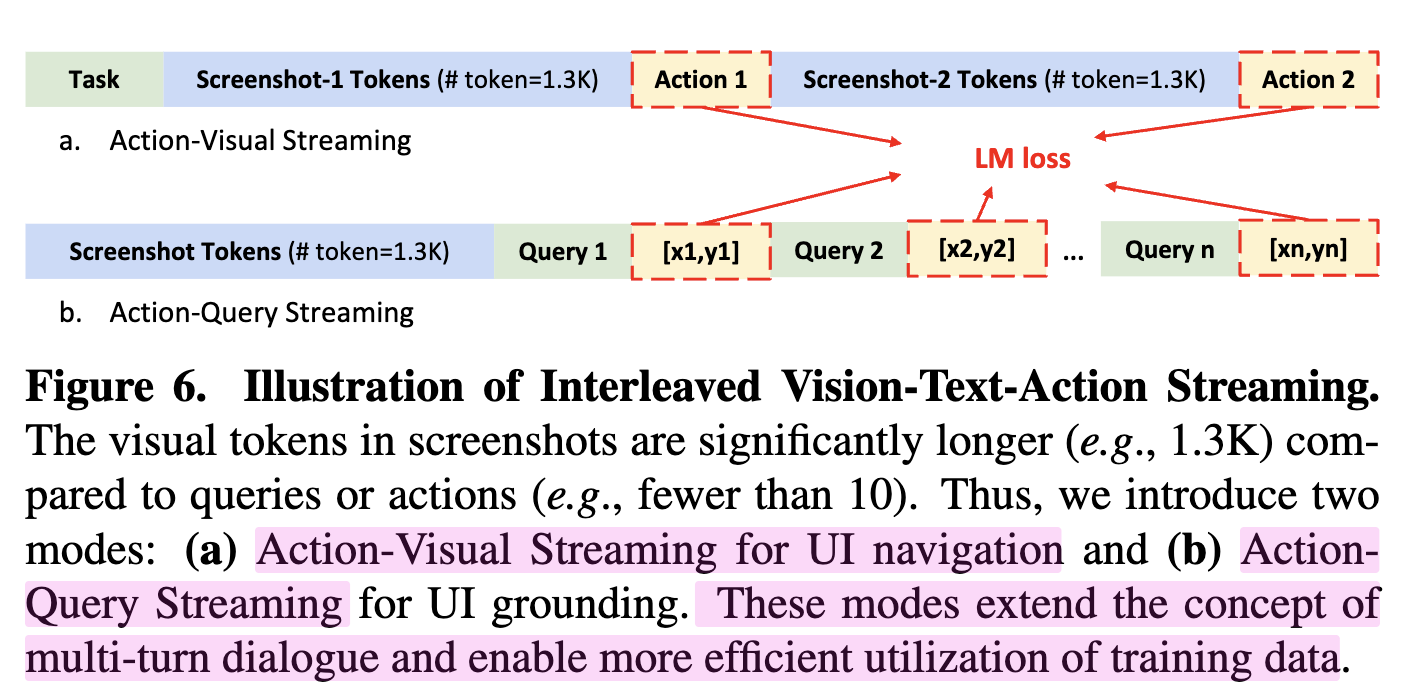 Task Screenshot-1 Tokens (# token=1.3K) Action 1 Screenshot-2 Tokens (# token=1.3K) Action 2
a. Action-Visual Streaming
LM loss
Screenshot Tokens (# token=1.3K) Query 1 [x1,y1] Query 2 [x2,y2] ... Query n [xn,yn]
b. Action-Query Streaming
Figure 6. Illustration of Interleaved Vision-Text-Action Streaming.
The visual tokens in screenshots are significantly longer (e.g., 1.3K) com-
pared to queries or actions (e.g., fewer than 10). Thus, we introduce two
modes: (a) Action-Visual Streaming for UI navigation and (b) Action-
Query Streaming for UI grounding. These modes extend the concept of
multi-turn dialogue and enable more efficient utilization of training data.